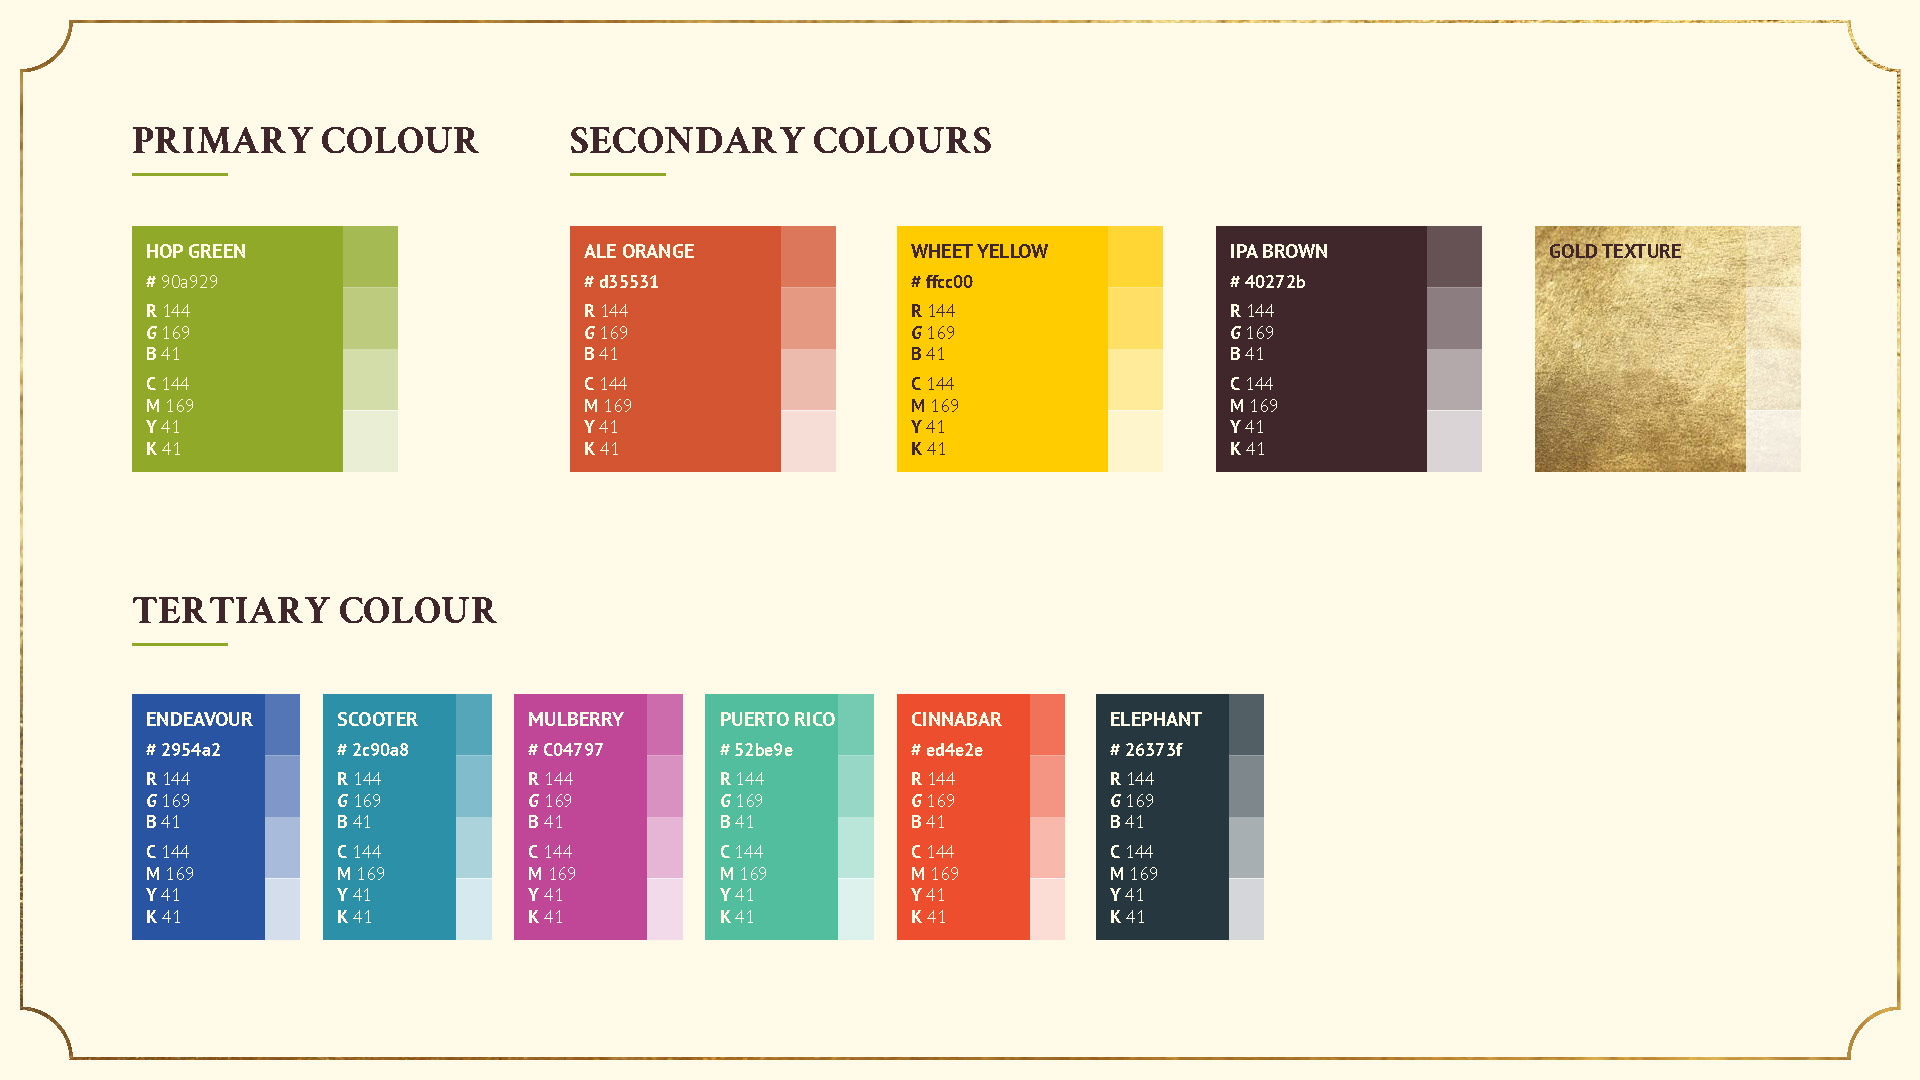 PRIMARY COLOUR
HOP GREEN
# 90a929
R 144
G 169
B 41
C 144
M 169
Y 41
K 41
SECONDARY COLOURS
ALE ORANGE
# d35531
R 144
G 169
B 41
C 144
M 169
Y 41
K 41
WHEET YELLOW
# ffcc00
R 144
G 169
B 41
C 144
M 169
Y 41
K 41
IPA BROWN
# 40272b
R 144
G 169
B 41
C 144
M 169
Y 41
K 41
GOLD TEXTURE
TERTIARY COLOUR
ENDEAVOUR
# 2954a2
R 144
G 169
B 41
C 144
M 169
Y 41
K 41
SCOOTER
# 2c90a8
R 144
G 169
B 41
C 144
M 169
Y 41
K 41
MULBERRY
# C04797
R 144
G 169
B 41
C 144
M 169
Y 41
K 41
PUERTO RICO
# 52be9e
R 144
G 169
B 41
C 144
M 169
Y 41
K 41
CINNABAR
# ed4e2e
R 144
G 169
B 41
C 144
M 169
Y 41
K 41
ELEPHANT
# 26373f
R 144
G 169
B 41
C 144
M 169
Y 41
K 41